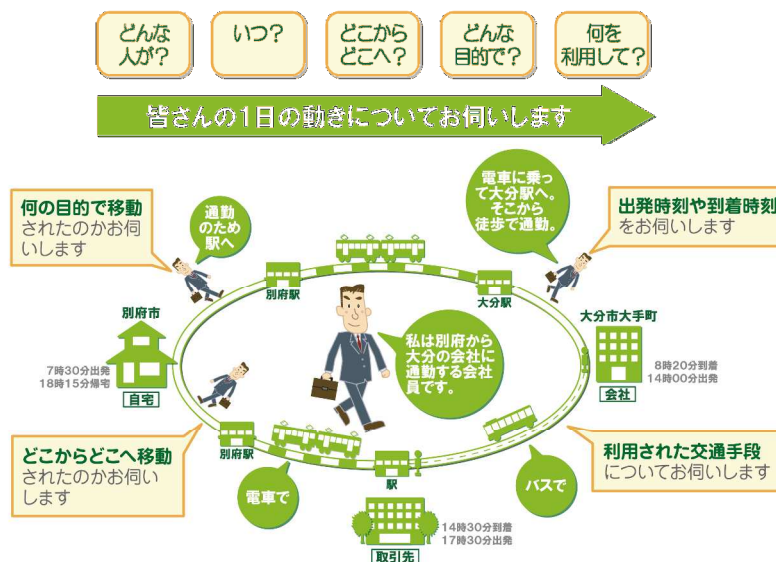 どんな
人が?
いつ?
どこから
どこへ?
どんな
目的で?
何を
利用して?
皆さんの1日の動きについてお伺いします
何の目的で移動
されたのかお伺
いします
通勤
のため
駅へ
電車に乗っ
て大分駅へ。
そこから
徒歩で通勤。
出発時刻や到着時刻
をお伺いします
別府駅
大分駅
別府市
7時30分出発
18時15分帰宅
自宅
私は別府から
大分の会社に
通勤する会社
員です。
大分市大手町
8時20分到着
14時00分出発
会社
どこからどこへ移動
されたのかお伺い
します
別府駅
電車で
駅
バスで
利用された交通手段
についてお伺いします
14時30分到着
17時30分出発
取引先